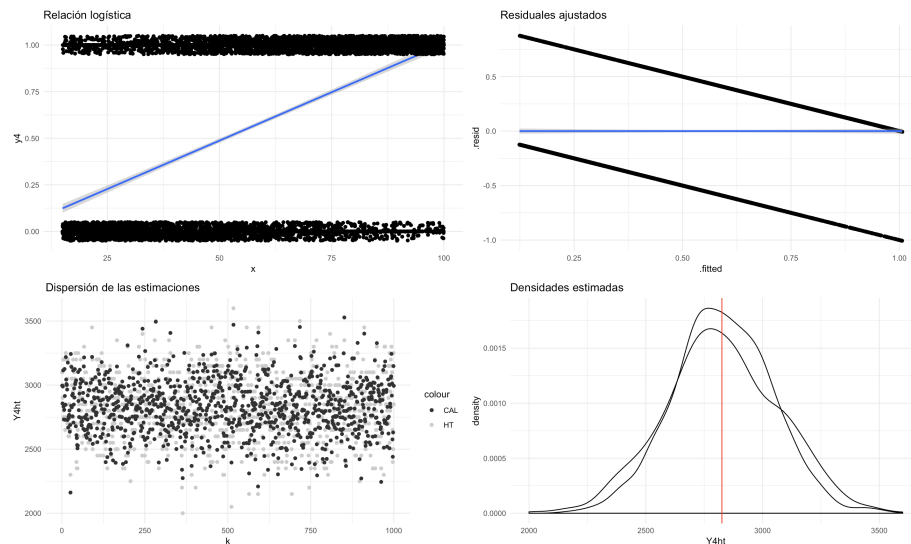 Relación logística
1.00
0.75
0.50
0.25
0.00
y4
25
50
75
100
x
Residuales ajustados
0.5
0.0
-0.5
-1.0
.resid
0.25
0.50
0.75
1.00
.fitted
Dispersión de las estimaciones
3500
3000
2500
2000
Y4ht
0
250
500
750
1000
k
colour
CAL
HT
Densidades estimadas
0.0015
0.0010
0.0005
0.0000
density
2000
2500
3000
3500
Y4ht